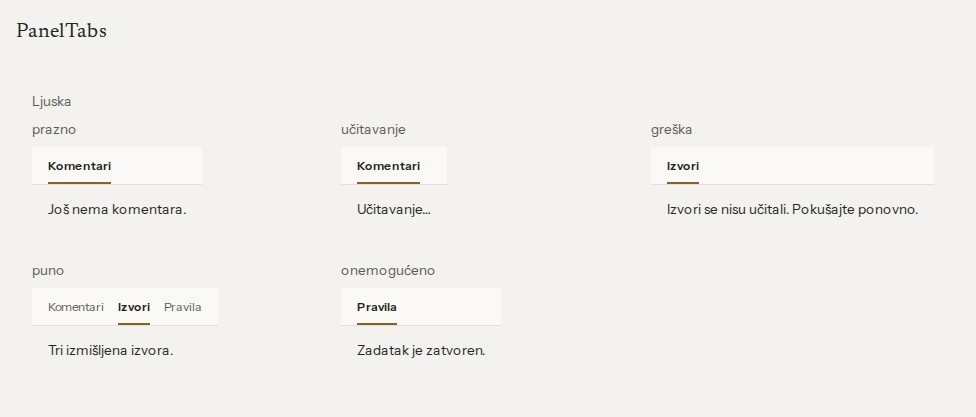 PanelTabs
Ljuska
prazno
učitavanje
greška
Komentari
Komentari
Izvori
Još nema komentara.
Učitavanje…
Izvori se nisu učitali. Pokušajte ponovno.
puno
onemogućeno
Komentari Izvori Pravila
Pravila
Tri izmišljena izvora.
Zadatak je zatvoren.